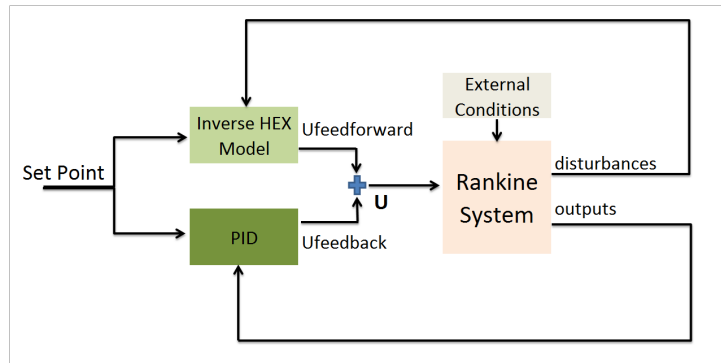 External
Conditions
Inverse HEX
Model
Ufeedforward
Set Point
disturbances
Rankine
System
U
outputs
PID
Ufeedback